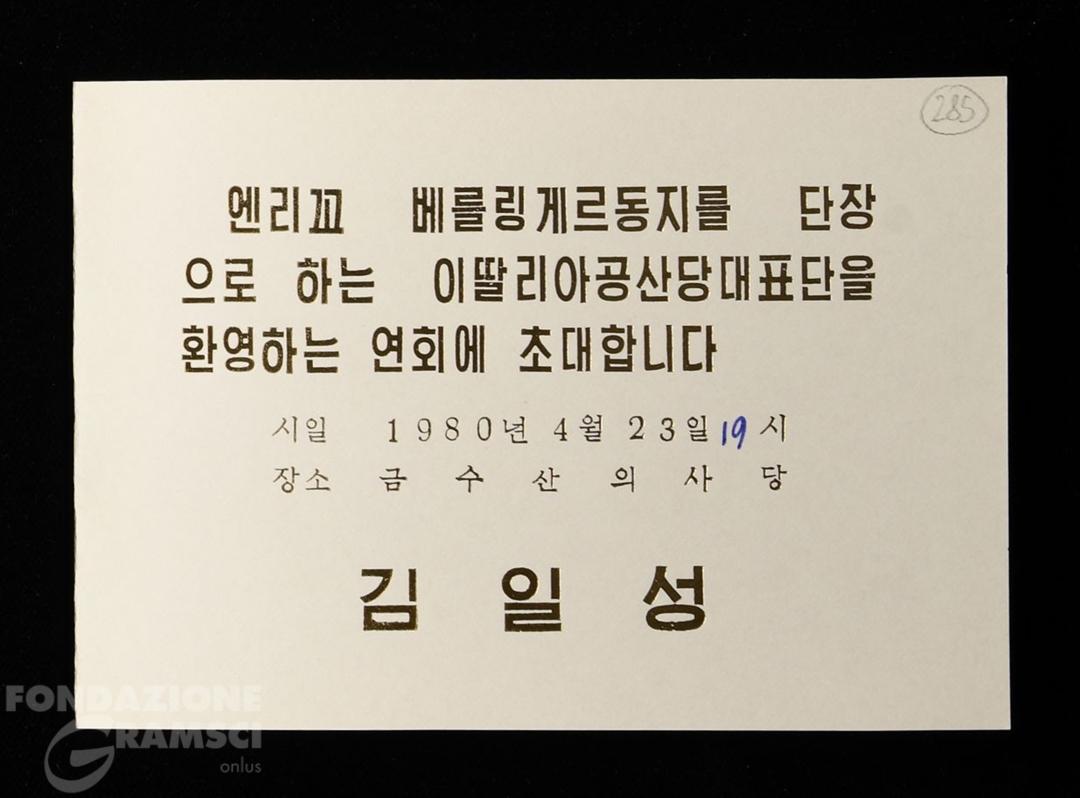 285
엔리꼬 베를링게르동지를 단장
으로 하는 이딸리아공산당대표단을
환영하는 연회에 초대합니다
시일 1980년 4월 23일 19시
장소 금수산의사당
김일성
FONDAZIONE
GRAMSCI
onlus